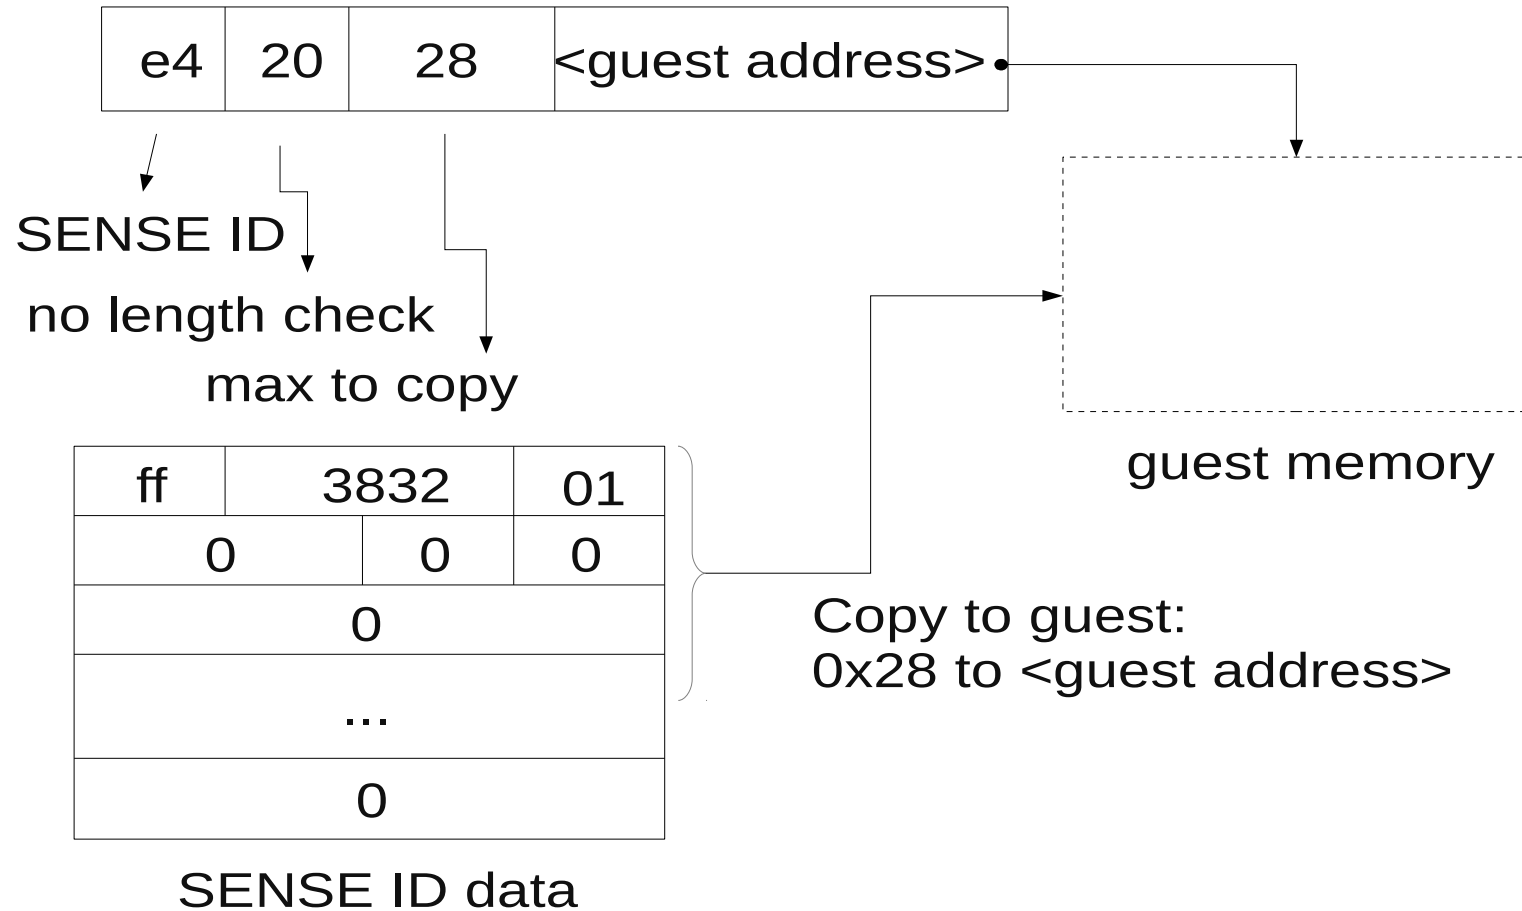 e4 20 28 <guest address>
SENSE ID
no length check
max to copy
ff 3832 01
0 0 0
0
...
0
SENSE ID data
guest memory
Copy to guest:
0x28 to <guest address>